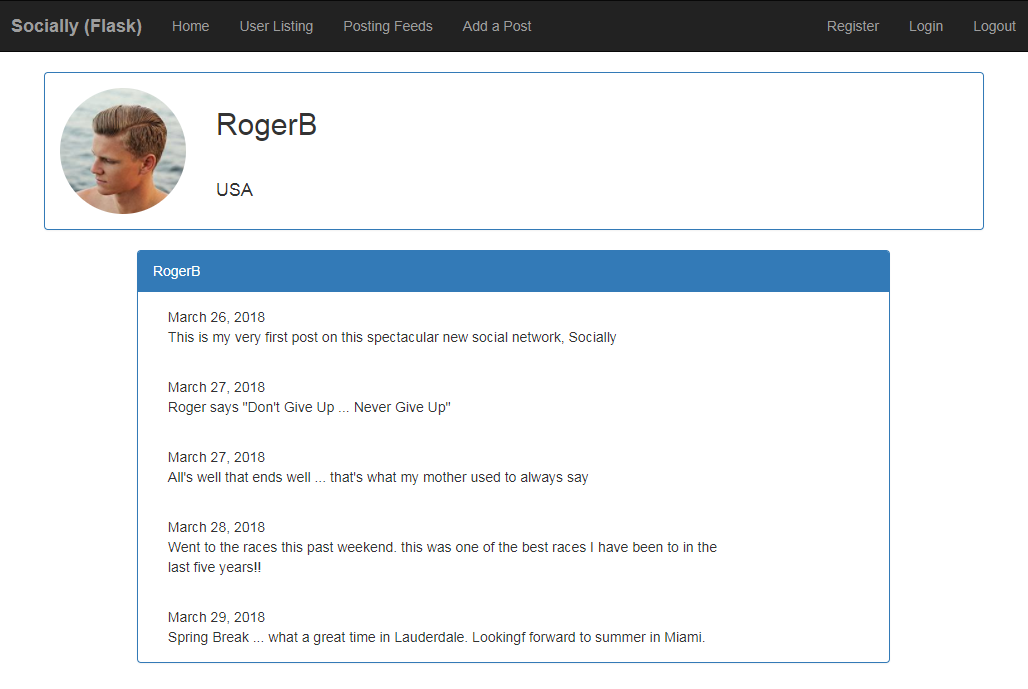 Socially (Flask) Home User Listing Posting Feeds Add a Post Register Login Logout
RogerB
USA
RogerB
March 26, 2018
This is my very first post on this spectacular new social network, Socially
March 27, 2018
Roger says "Don't Give Up ... Never Give Up"
March 27, 2018
All's well that ends well ... that's what my mother used to always say
March 28, 2018
Went to the races this past weekend. this was one of the best races I have been to in the
last five years!!
March 29, 2018
Spring Break ... what a great time in Lauderdale. Lookingf forward to summer in Miami.